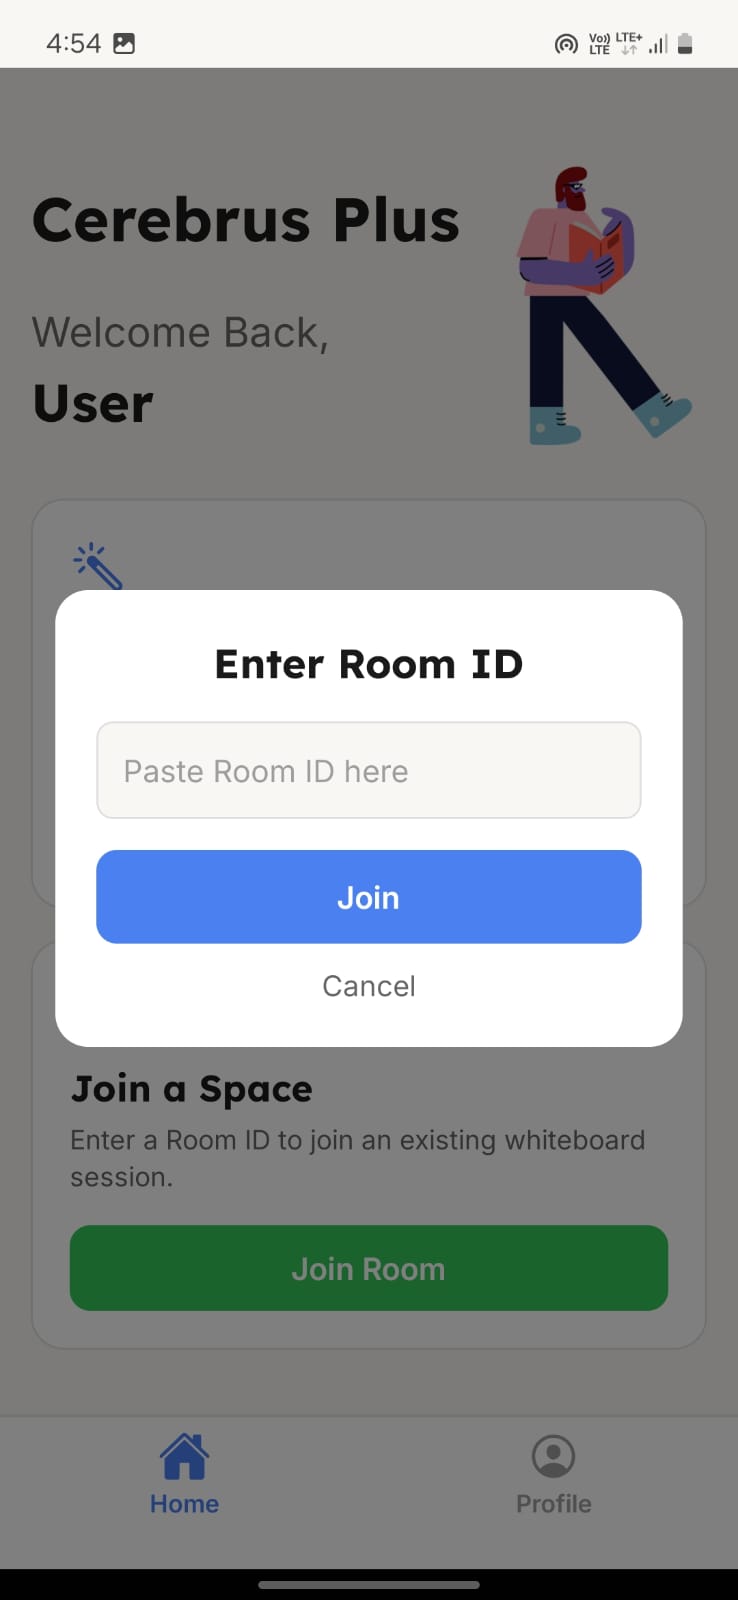 4:54
Vo)) LTE+
LTE
Cerebrus Plus
Welcome Back,
User
Enter Room ID
Paste Room ID here
Join
Cancel
Join a Space
Enter a Room ID to join an existing whiteboard
session.
Join Room
Home
Profile